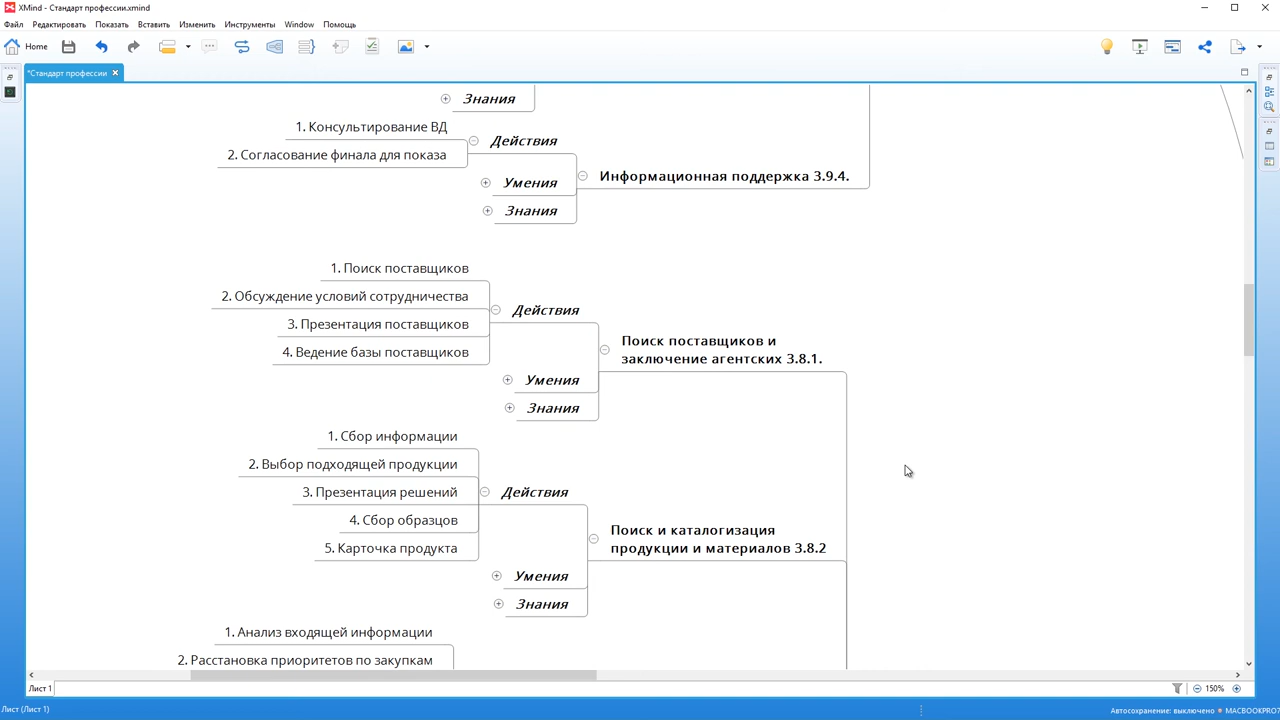 XMind - Стандарт профессии.xmind
Файл Редактировать Показать Вставить Изменить Инструменты Window Помощь
Home
*Стандарт профессии
Знания
1. Консультирование ВД
2. Согласование финала для показа
Действия
Умения
Знания
Информационная поддержка 3.9.4.
1. Поиск поставщиков
2. Обсуждение условий сотрудничества
3. Презентация поставщиков
4. Ведение базы поставщиков
Действия
Умения
Знания
Поиск поставщиков и
заключение агентских 3.8.1.
1. Сбор информации
2. Выбор подходящей продукции
3. Презентация решений
4. Сбор образцов
5. Карточка продукта
Действия
Умения
Знания
Поиск и каталогизация
продукции и материалов 3.8.2
1. Анализ входящей информации
2. Расстановка приоритетов по закупкам
Лист 1
150%
Лист (Лист 1)
Автосохранение: выключено
MACBOOKPRO7